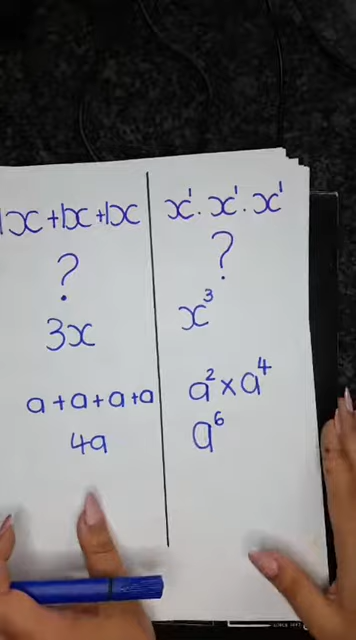 1x+1x+1x
?
3x
a+a+a+a
4a
x¹.x¹.x¹
?
x³
a²×a⁴
a⁶